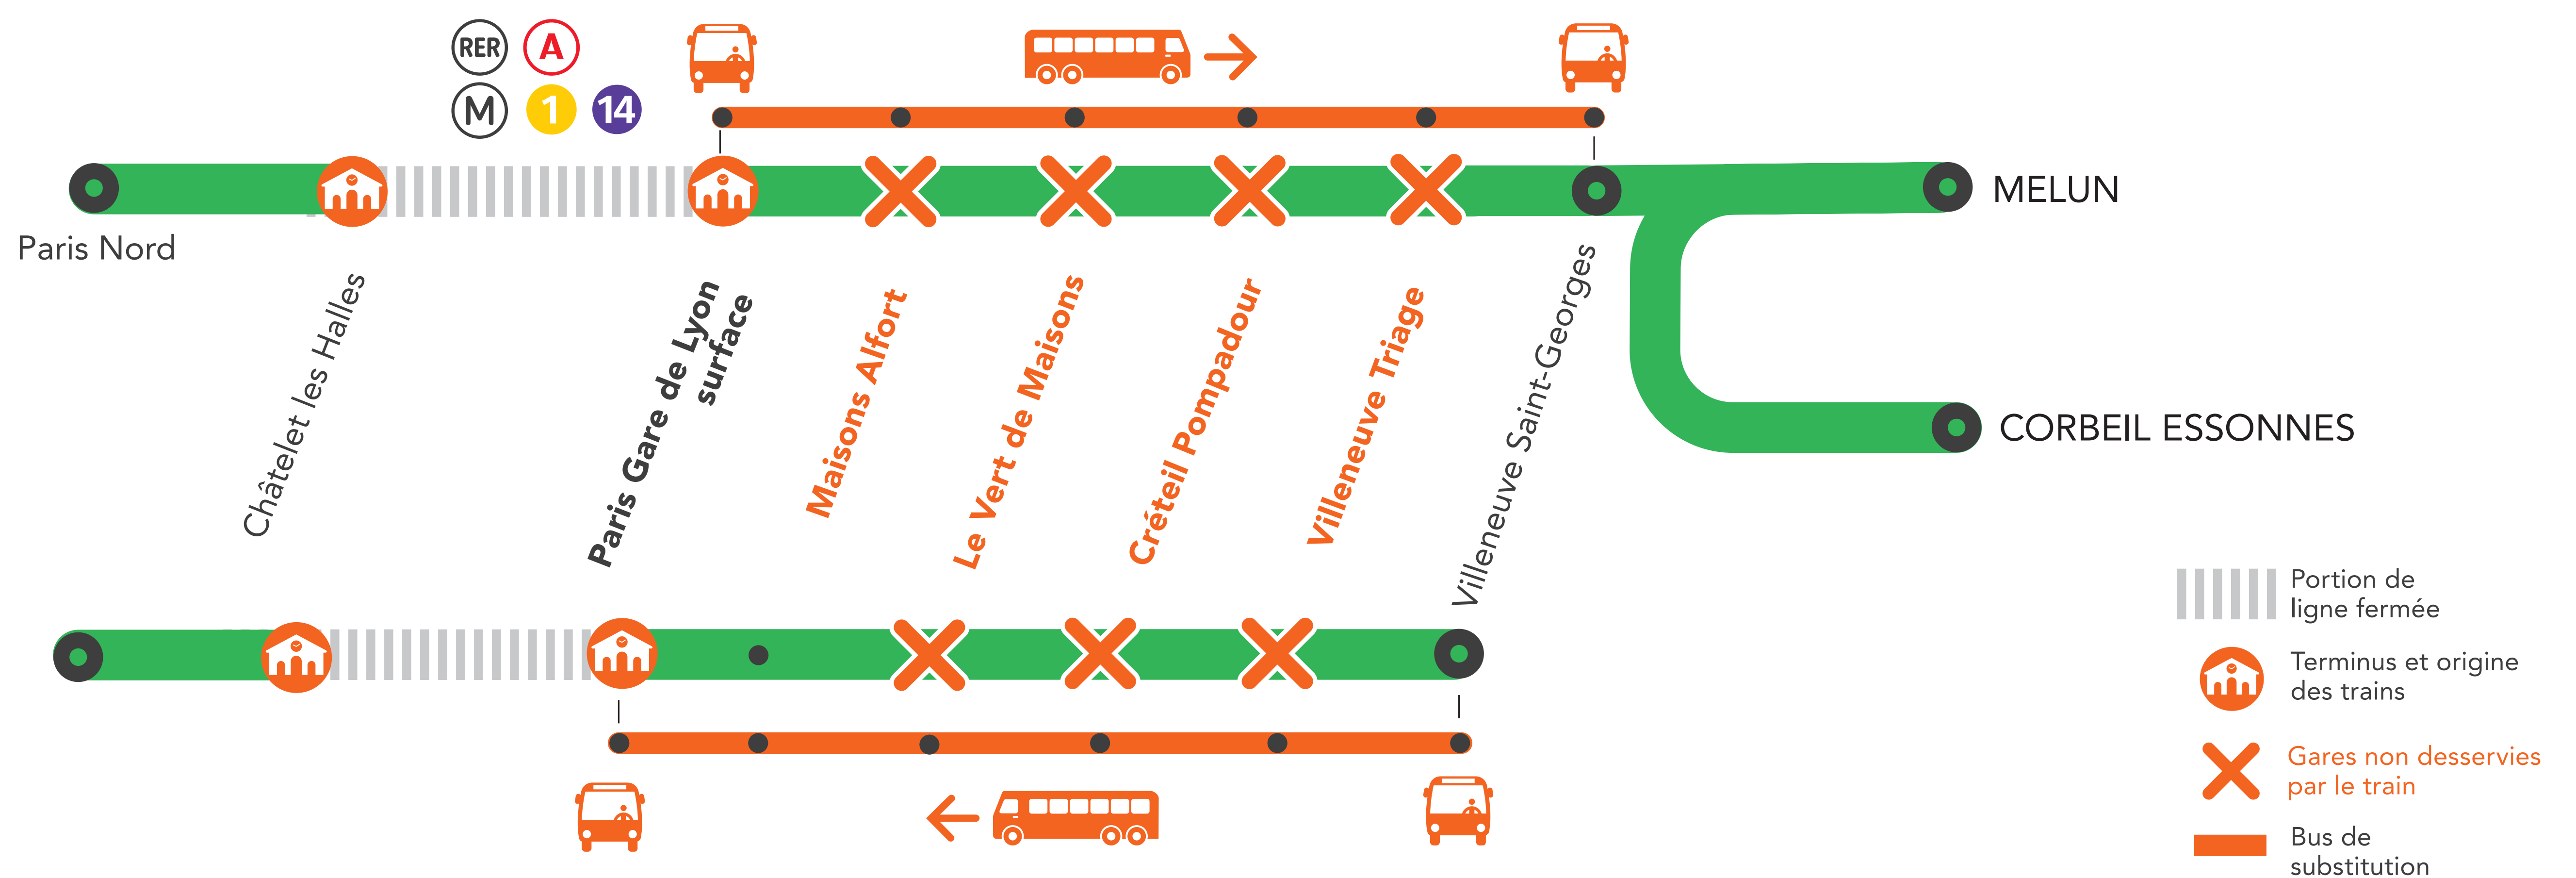 RER A
M 1 14
Paris Nord
MELUN
CORBEIL ESSONNES
Châtelet les Halles
Paris Gare de Lyon
surface
Maisons Alfort
Le Vert de Maisons
Créteil Pompadour
Villeneuve Triage
Villeneuve Saint-Georges
Portion de
ligne fermée
Terminus et origine
des trains
Gares non desservies
par le train
Bus de
substitution